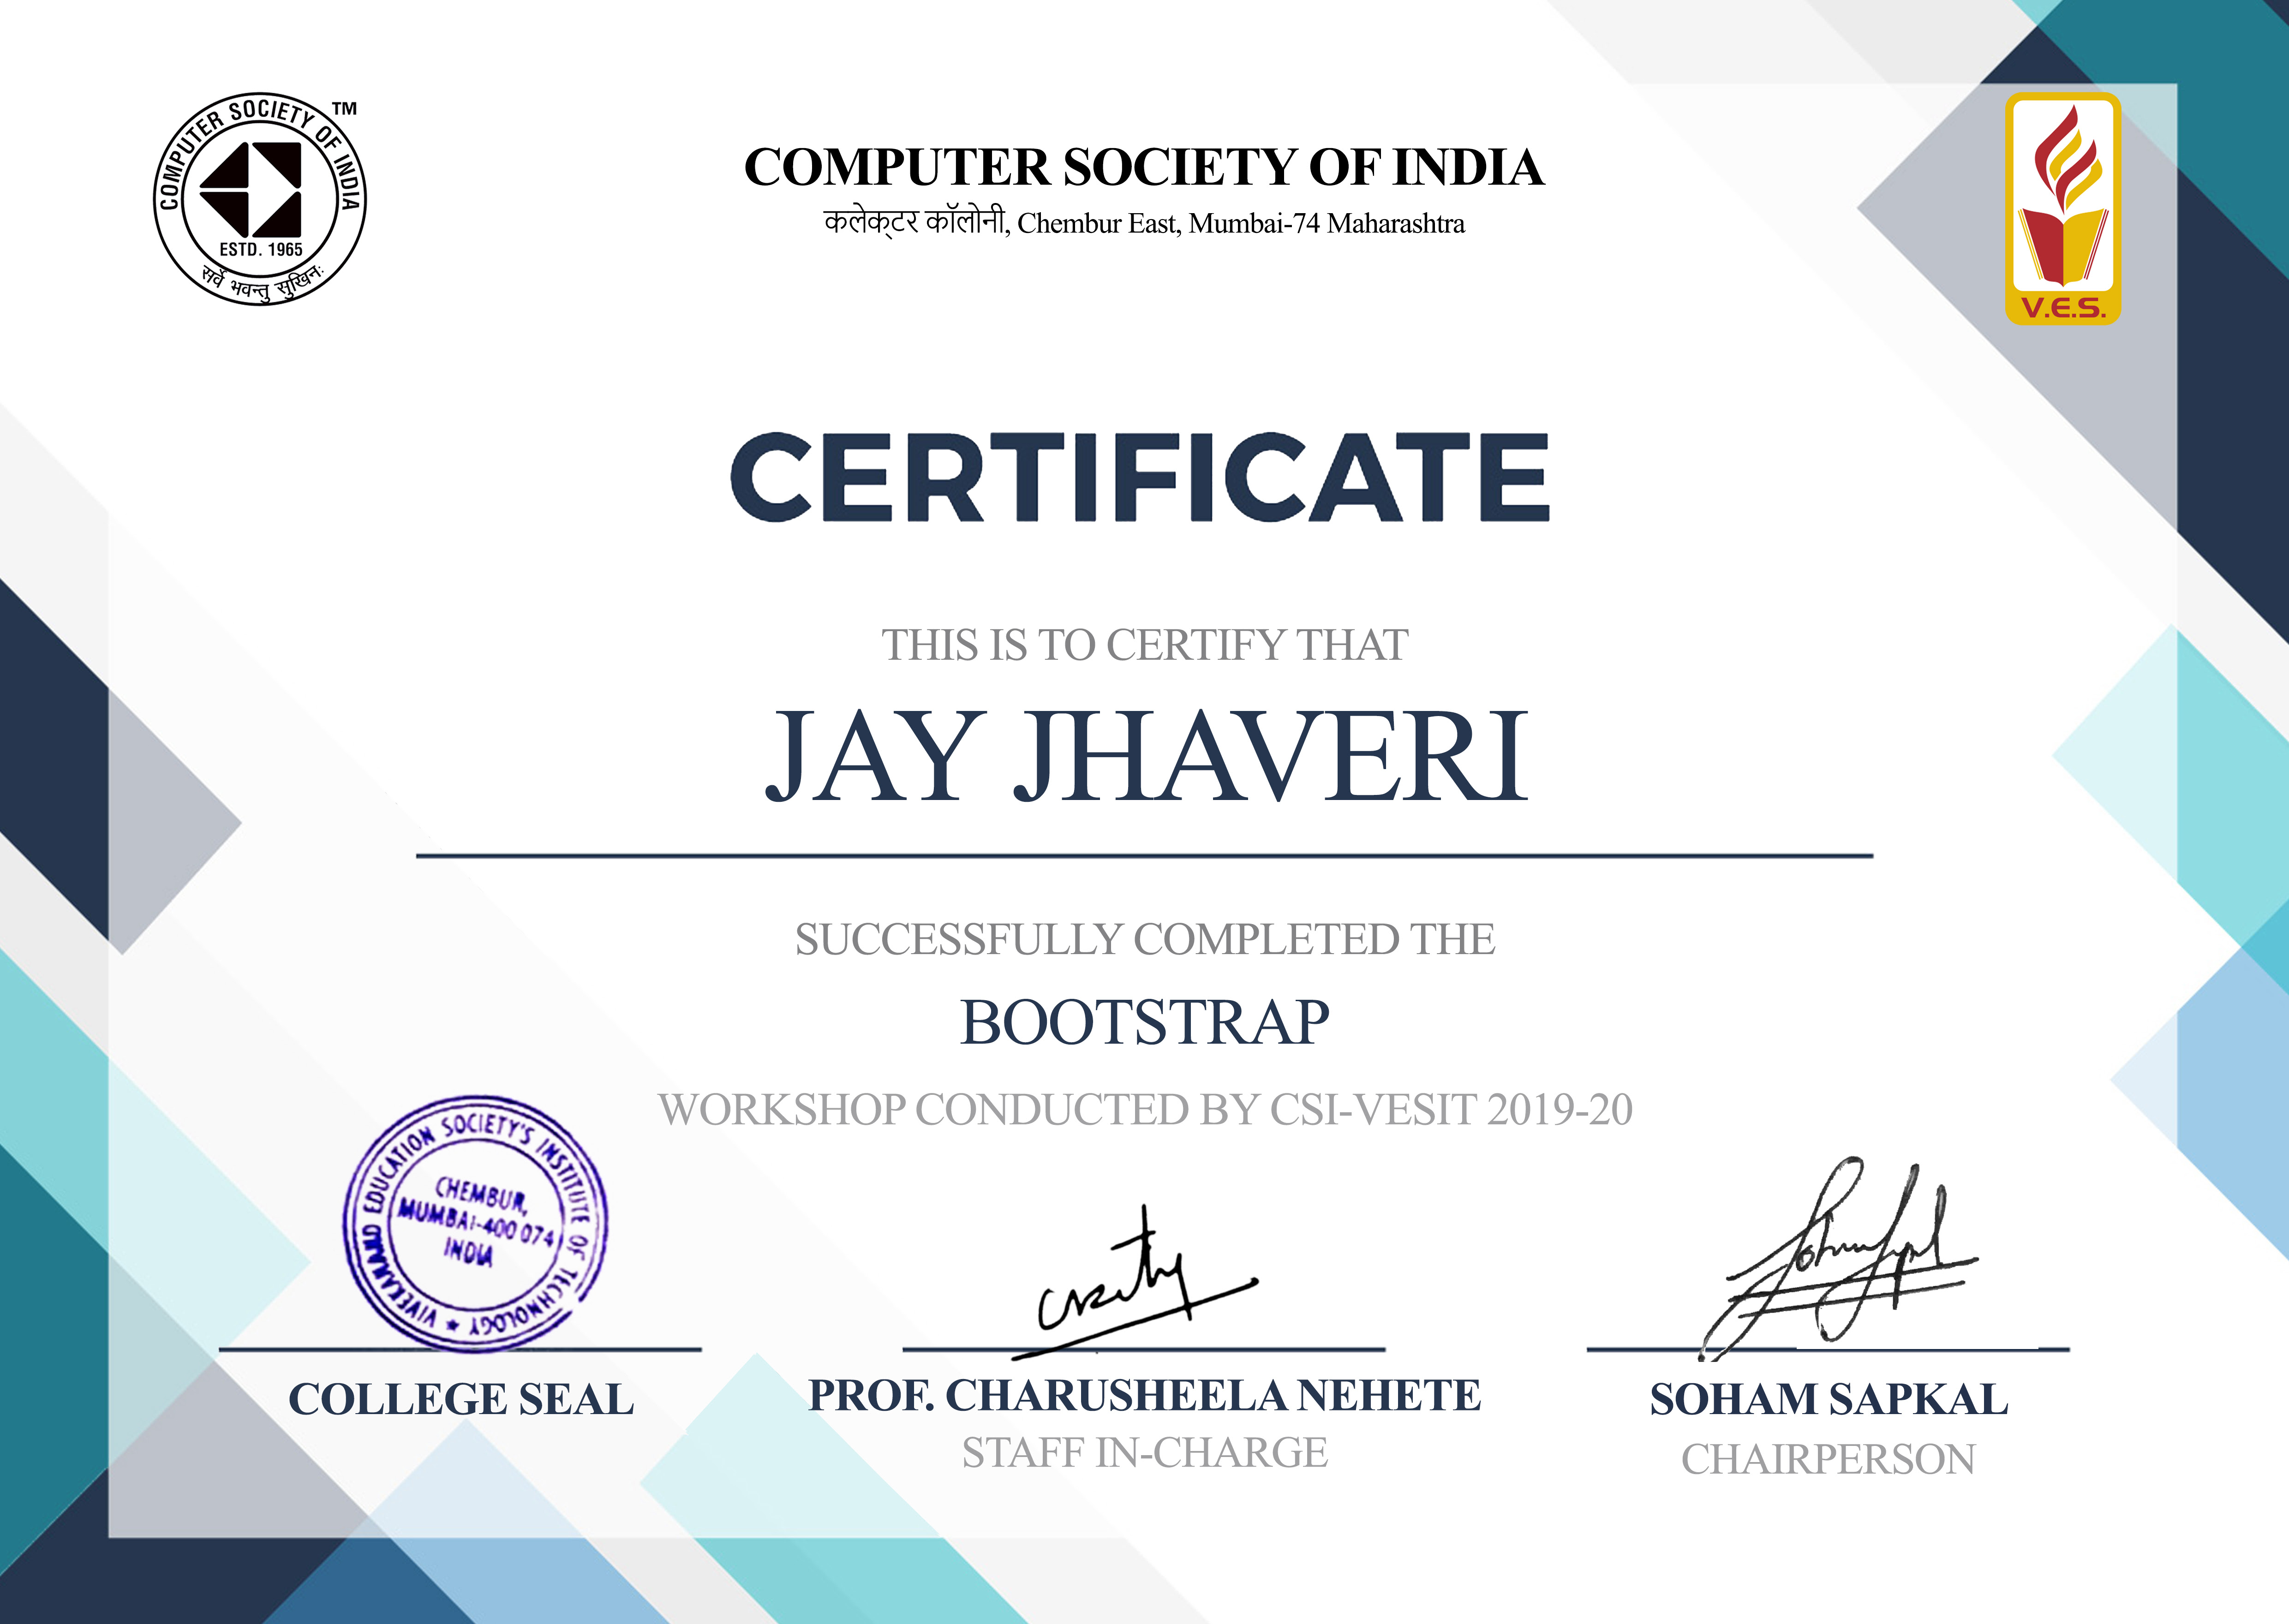 COMPUTER SOCIETY OF INDIA
TM
ESTD. 1965
सर्वे भवन्तु सुखिनः
COMPUTER SOCIETY OF INDIA
कलेक्टर कॉलोनी, Chembur East, Mumbai-74 Maharashtra
V.E.S.
CERTIFICATE
THIS IS TO CERTIFY THAT
JAY JHAVERI
SUCCESSFULLY COMPLETED THE
BOOTSTRAP
WORKSHOP CONDUCTED BY CSI-VESIT 2019-20
VIVEKANAND EDUCATION SOCIETY'S INSTITUTE OF TECHNOLOGY
CHEMBUR,
MUMBAI-400 074
INDIA
COLLEGE SEAL
PROF. CHARUSHEELA NEHETE
STAFF IN-CHARGE
SOHAM SAPKAL
CHAIRPERSON